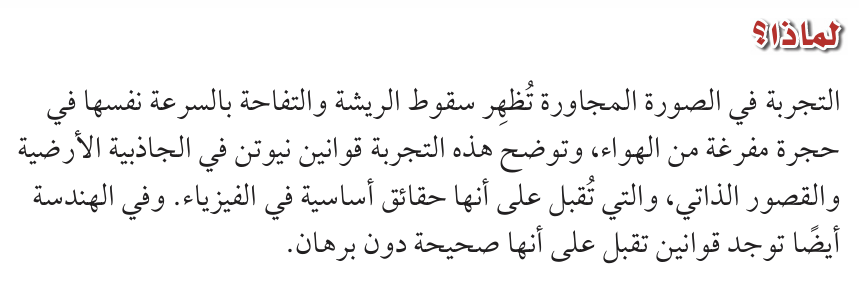 لماذا؟
التجربة في الصورة المجاورة تُظهِر سقوط الريشة والتفاحة بالسرعة نفسها في
حجرة مفرغة من الهواء، وتوضح هذه التجربة قوانين نيوتن في الجاذبية الأرضية
والقصور الذاتي، والتي تُقبل على أنها حقائق أساسية في الفيزياء. وفي الهندسة
أيضًا توجد قوانين تقبل على أنها صحيحة دون برهان.